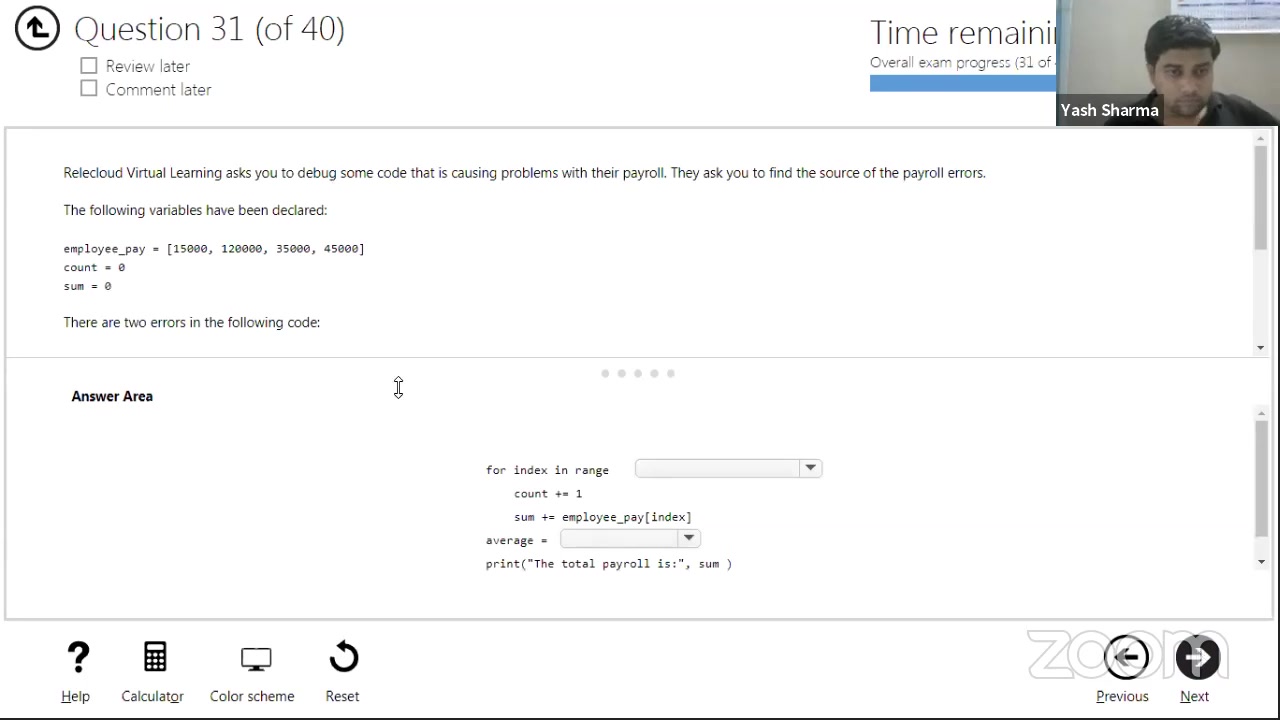 Question 31 (of 40)
Review later
Comment later
Time remaini
Overall exam progress (31 of
Yash Sharma
Relecloud Virtual Learning asks you to debug some code that is causing problems with their payroll. They ask you to find the source of the payroll errors.
The following variables have been declared:
employee_pay = [15000, 120000, 35000, 45000]
count = 0
sum = 0
There are two errors in the following code:
Answer Area
for index in range
count += 1
sum += employee_pay[index]
average =
print("The total payroll is:", sum )
zoom
Help
Calculator
Color scheme
Reset
Previous
Next